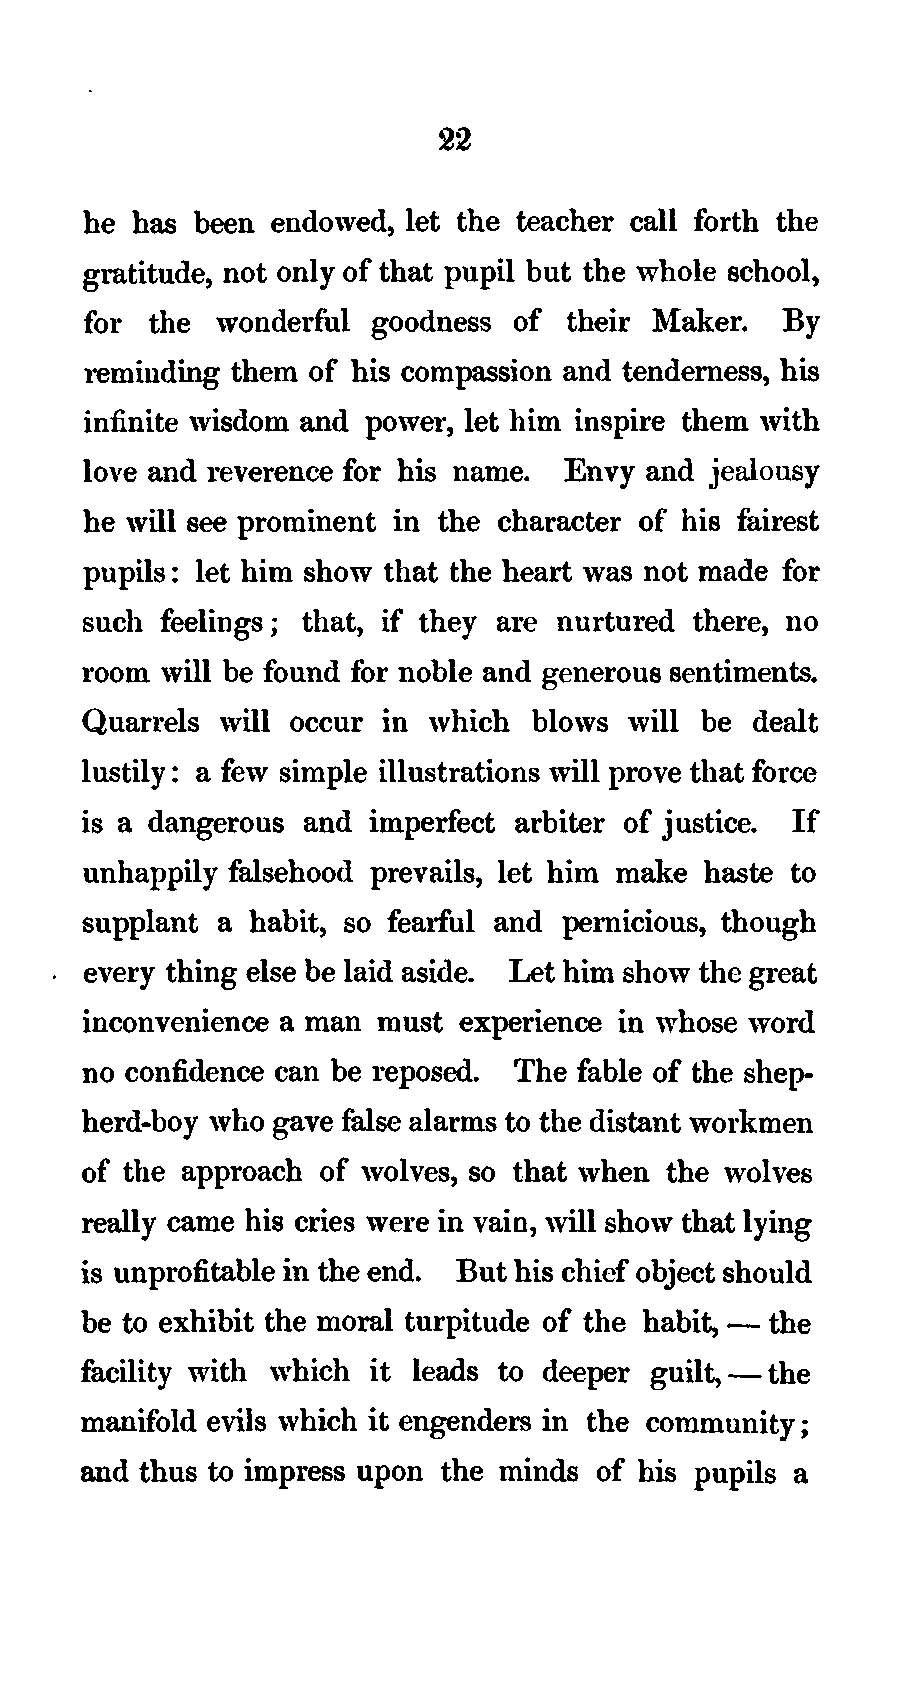 22
he has been endowed, let the teacher call forth the
gratitude, not only of that pupil but the whole school,
for the wonderful goodness of their Maker. By
reminding them of his compassion and tenderness, his
infinite wisdom and power, let him inspire them with
love and reverence for his name. Envy and jealousy
he will see prominent in the character of his fairest
pupils: let him show that the heart was not made for
such feelings; that, if they are nurtured there, no
room will be found for noble and generous sentiments.
Quarrels will occur in which blows will be dealt
lustily: a few simple illustrations will prove that force
is a dangerous and imperfect arbiter of justice. If
unhappily falsehood prevails, let him make haste to
supplant a habit, so fearful and pernicious, though
every thing else be laid aside. Let him show the great
inconvenience a man must experience in whose word
no confidence can be reposed. The fable of the shep-
herd-boy who gave false alarms to the distant workmen
of the approach of wolves, so that when the wolves
really came his cries were in vain, will show that lying
is unprofitable in the end. But his chief object should
be to exhibit the moral turpitude of the habit, — the
facility with which it leads to deeper guilt, — the
manifold evils which it engenders in the community;
and thus to impress upon the minds of his pupils a